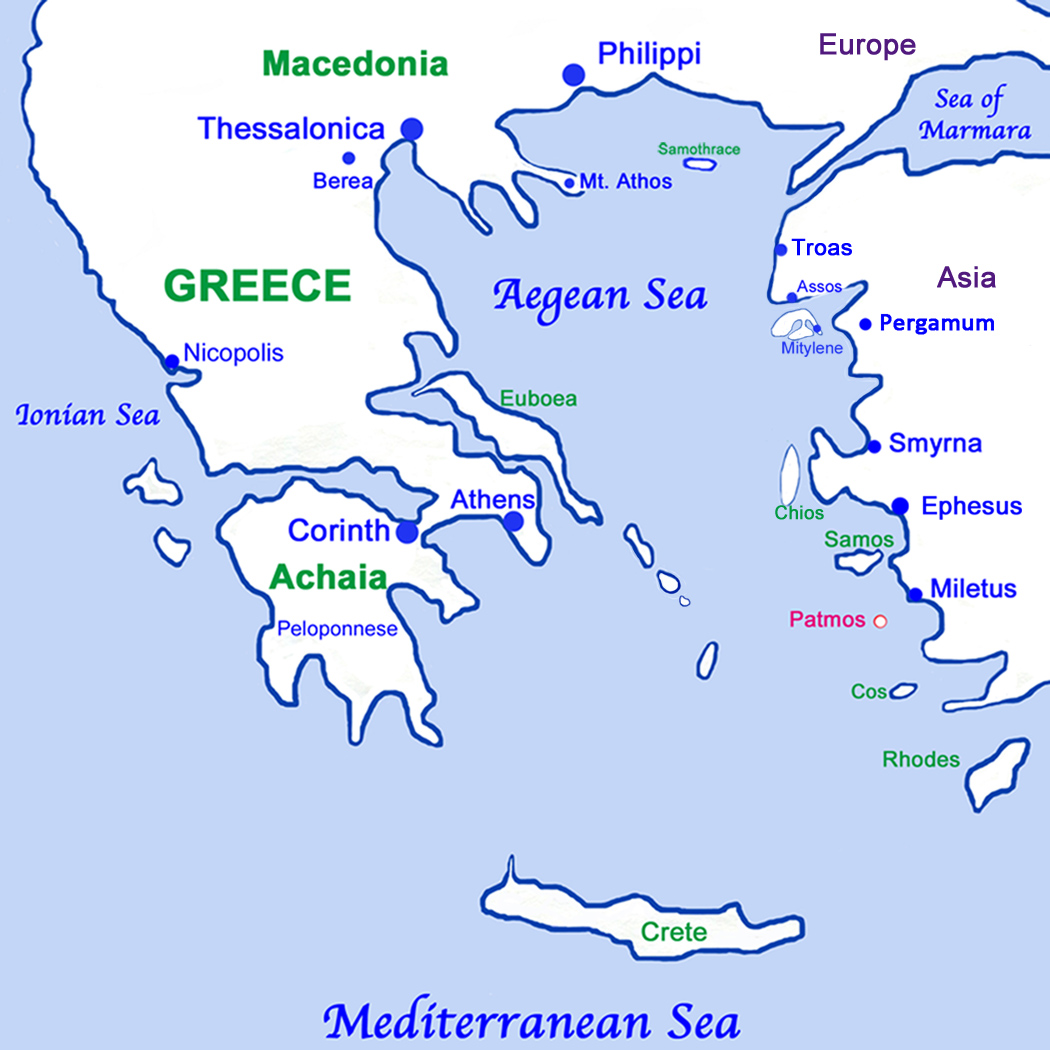 Europe
Philippi
Macedonia
Sea of
Marmara
Thessalonica
Samothrace
Berea
Mt. Athos
Troas
Asia
GREECE
Aegean Sea
Assos
Pergamum
Mitylene
Nicopolis
Euboea
Ionian Sea
Smyrna
Athens
Ephesus
Chios
Corinth
Samos
Achaia
Miletus
Patmos
Peloponnese
Cos
Rhodes
Crete
Mediterranean Sea